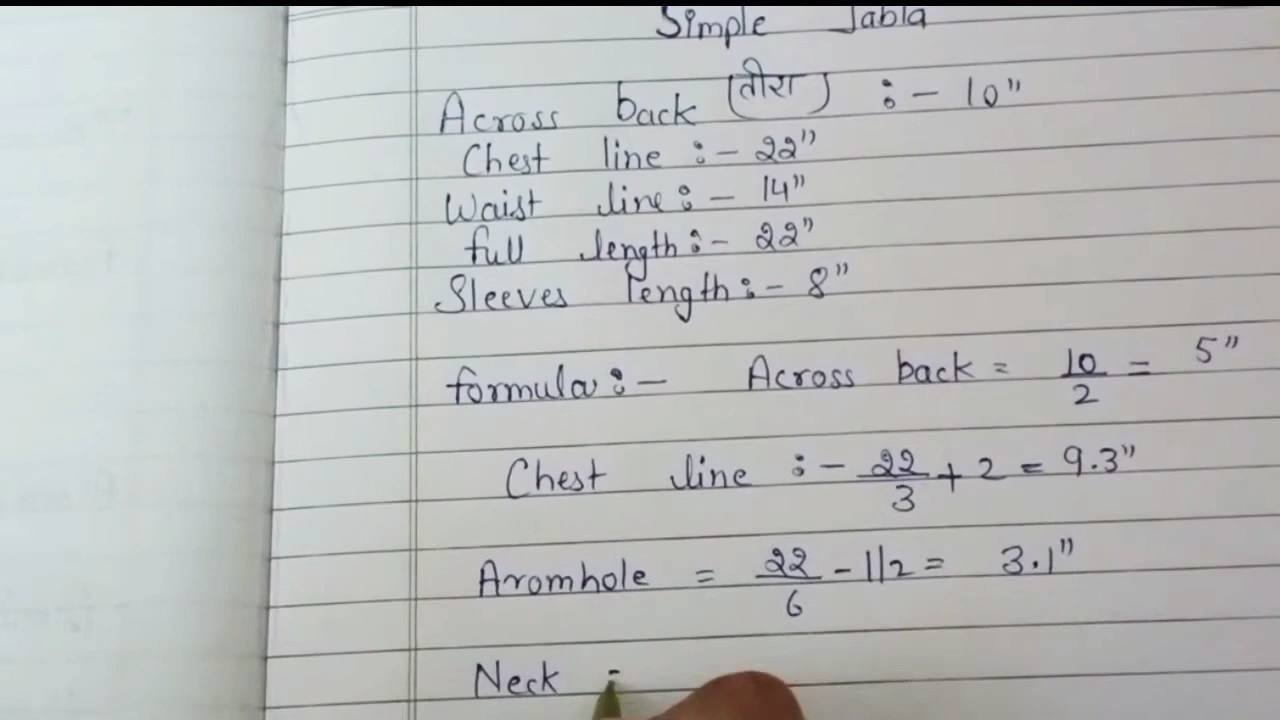 Simple Jabla
Across back (तीरा) :- 10"
Chest line :- 22"
Waist line :- 14"
full length :- 22"
Sleeves length :- 8"
formula :- Across back = 10/2 = 5"
Chest line :- 22/3 + 2 = 9.3"
Aromhole = 22/6 - 1/2 = 3.1"
Neck